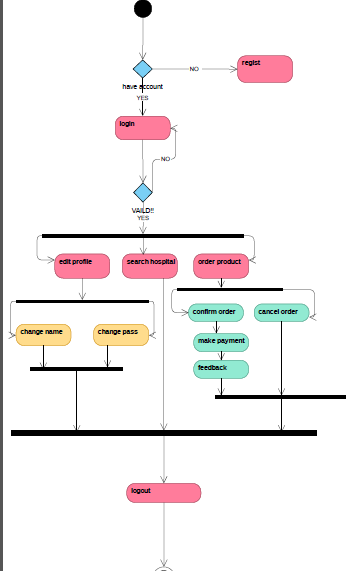 NO
regist
have account
YES
login
NO
VAILD!!
YES
edit profile
search hospital
order product
confirm order
cancel order
change name
change pass
make payment
feedback
logout